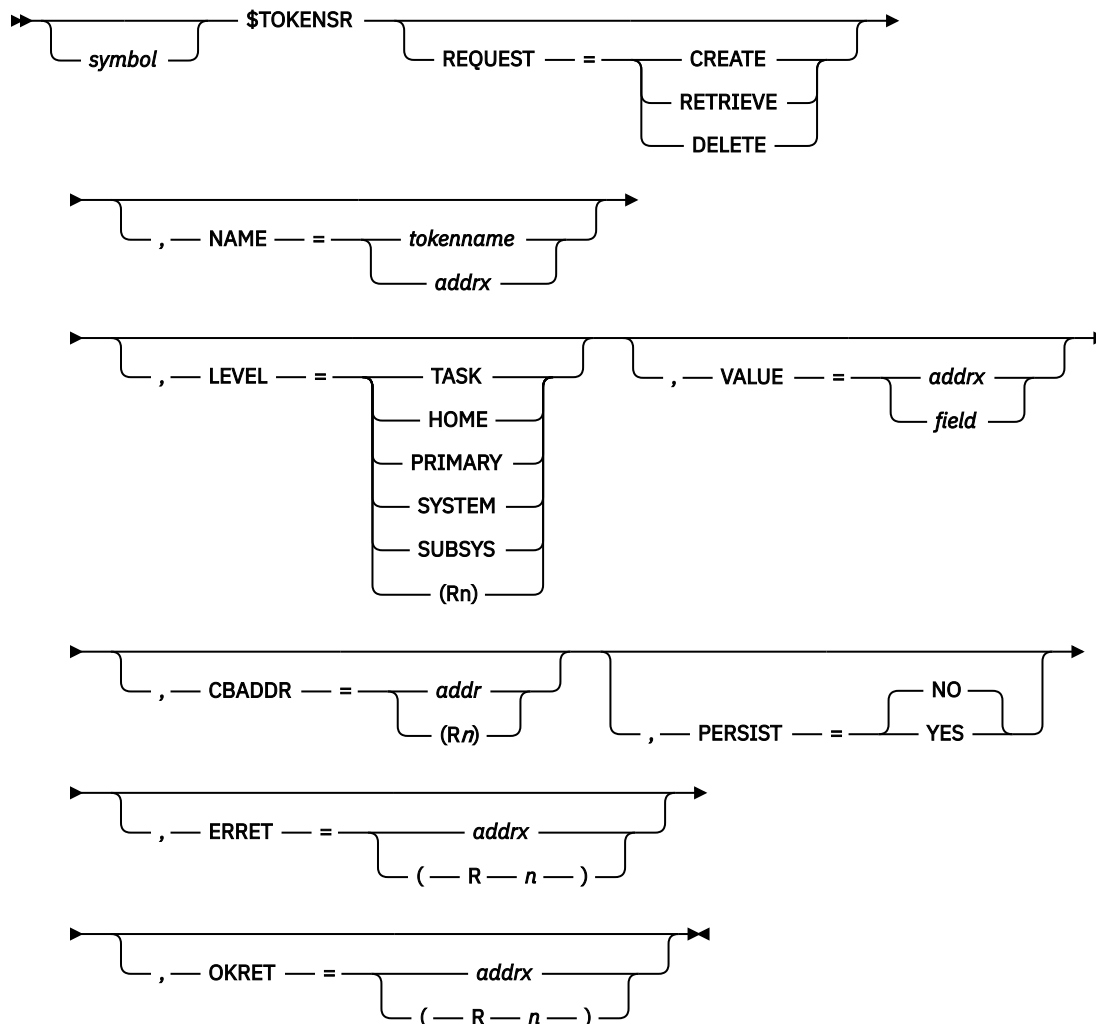 $TOKENSR
symbol
REQUEST = CREATE
RETRIEVE
DELETE
, NAME = tokenname
addrx
, LEVEL = TASK
HOME
PRIMARY
SYSTEM
SUBSYS
(Rn)
, VALUE = addrx
field
, CBADDR = addr
(Rn)
, PERSIST = NO
YES
, ERRET = addrx
( R n )
, OKRET = addrx
( R n )